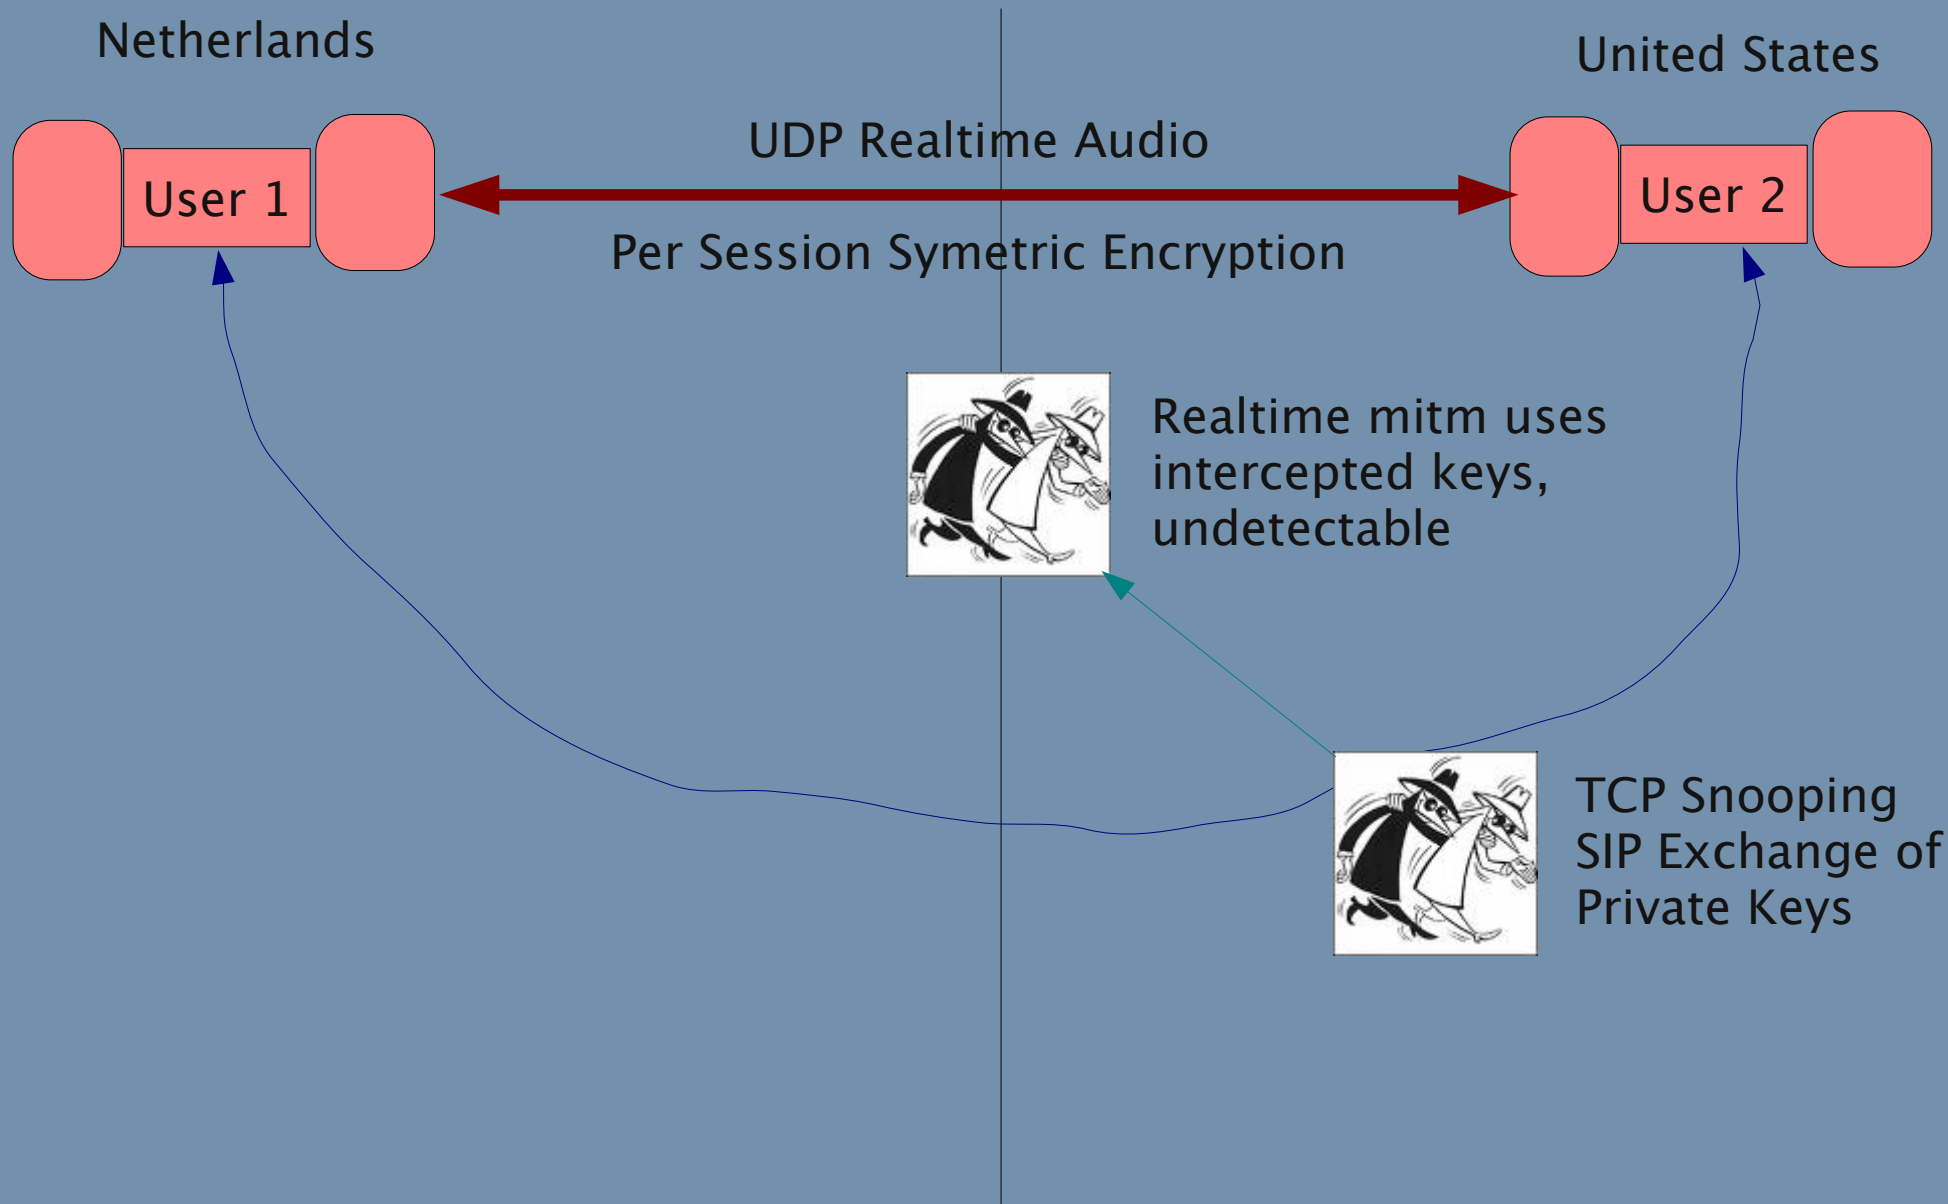 Netherlands
United States
UDP Realtime Audio
User 1
User 2
Per Session Symetric Encryption
Realtime mitm uses
intercepted keys,
undetectable
TCP Snooping
SIP Exchange of
Private Keys